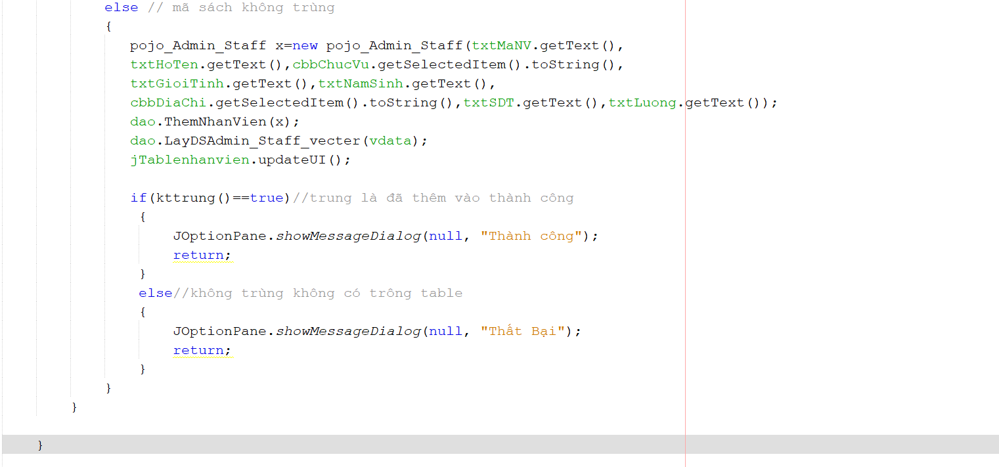 else // mã sách không trùng
{
pojo_Admin_Staff x=new pojo_Admin_Staff(txtMaNV.getText(),
txtHoTen.getText(),cbbChucVu.getSelectedItem().toString(),
txtGioiTinh.getText(),txtNamSinh.getText(),
cbbDiaChi.getSelectedItem().toString(),txtSDT.getText(),txtLuong.getText());
dao.ThemNhanVien(x);
dao.LayDSAdmin_Staff_vecter(vdata);
jTablenhanvien.updateUI();
if(kttrung()==true)//trung là đã thêm vào thành công
{
JOptionPane.showMessageDialog(null, "Thành công");
return;
}
else//không trùng không có trông table
{
JOptionPane.showMessageDialog(null, "Thất Bại");
return;
}
}
}
}